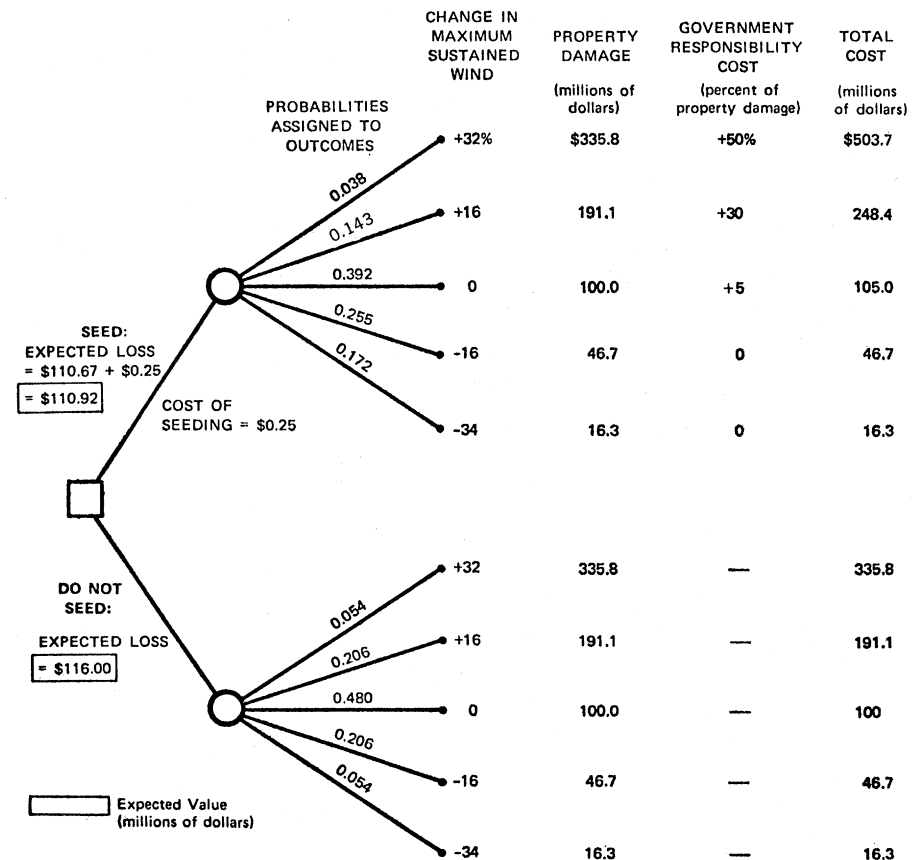 CHANGE IN
MAXIMUM
SUSTAINED
WIND
PROPERTY
DAMAGE
(millions of
dollars)
GOVERNMENT
RESPONSIBILITY
COST
(percent of
property damage)
TOTAL
COST
(millions
of dollars)
PROBABILITIES
ASSIGNED TO
OUTCOMES
0.038 +32% $335.8 +50% $503.7
0.143 +16 191.1 +30 248.4
0.392 0 100.0 +5 105.0
0.255 -16 46.7 0 46.7
0.172 -34 16.3 0 16.3
SEED:
EXPECTED LOSS
= $110.67 + $0.25
= $110.92
COST OF
SEEDING = $0.25
DO NOT
SEED:
EXPECTED LOSS
= $116.00
0.054 +32 335.8 — 335.8
0.206 +16 191.1 — 191.1
0.480 0 100.0 — 100
0.206 -16 46.7 — 46.7
0.054 -34 16.3 — 16.3
Expected Value
(millions of dollars)